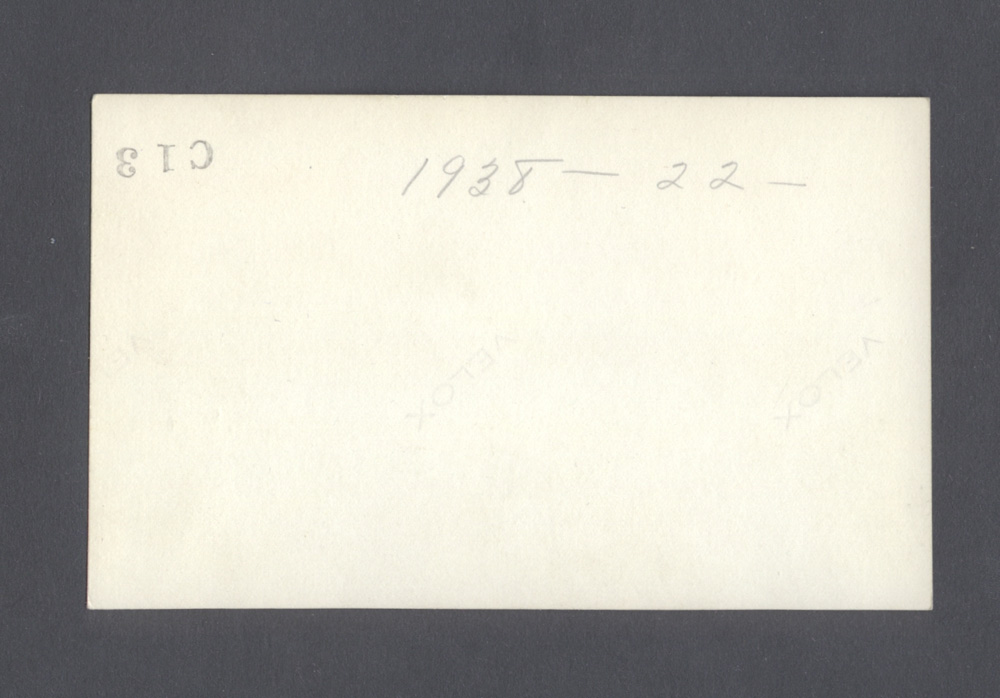 C13
1938 — 22 —
VELOX
VELOX